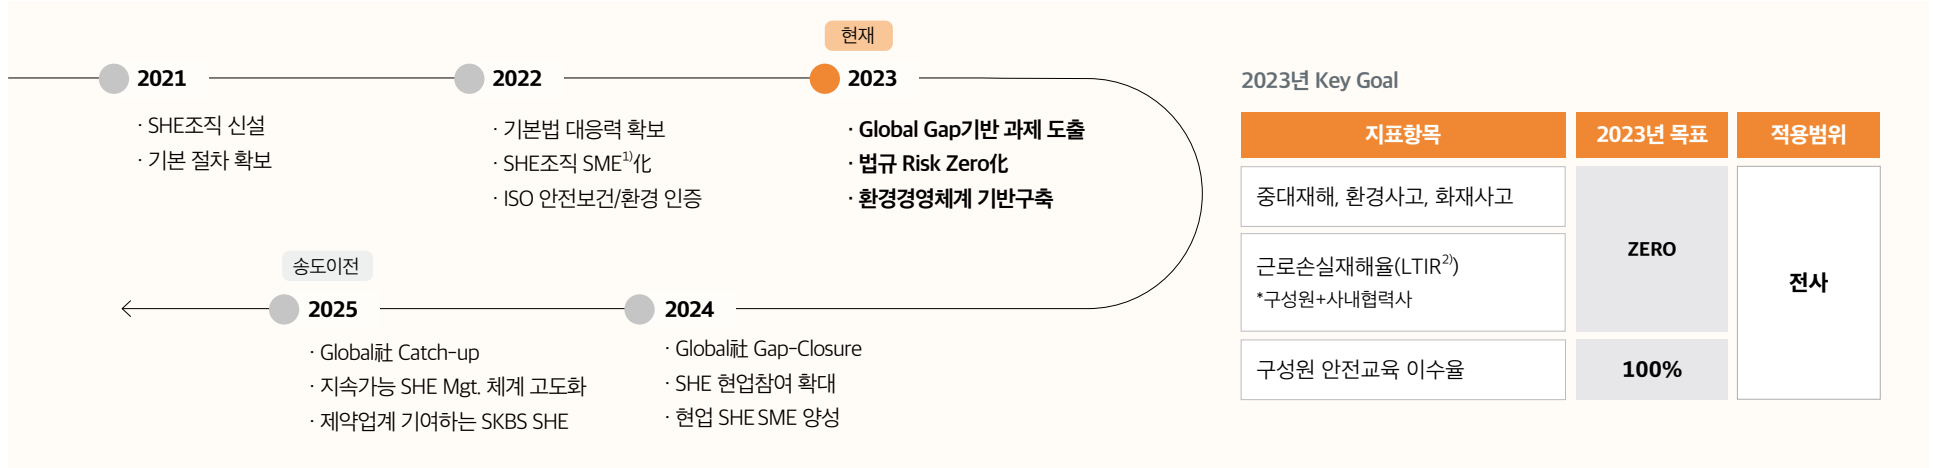 현재
2021
· SHE조직 신설
· 기본 절차 확보
2022
· 기본법 대응력 확보
· SHE조직 SME1)化
· ISO 안전보건/환경 인증
2023
· Global Gap기반 과제 도출
· 법규 Risk Zero化
· 환경경영체계 기반구축
2024
· Global社 Gap-Closure
· SHE 현업참여 확대
· 현업 SHE SME 양성
송도이전
2025
· Global社 Catch-up
· 지속가능 SHE Mgt. 체계 고도화
· 제약업계 기여하는 SKBS SHE
2023년 Key Goal
지표항목 2023년 목표 적용범위
중대재해, 환경사고, 화재사고
근로손실재해율(LTIR2))
*구성원+사내협력사
ZERO
구성원 안전교육 이수율
100%
전사